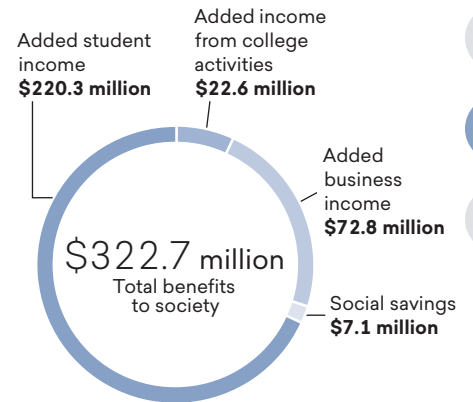 Added student
income
$220.3 million
Added income
from college
activities
$22.6 million
Added
business
income
$72.8 million
Social savings
$7.1 million
$322.7 million
Total benefits
to society